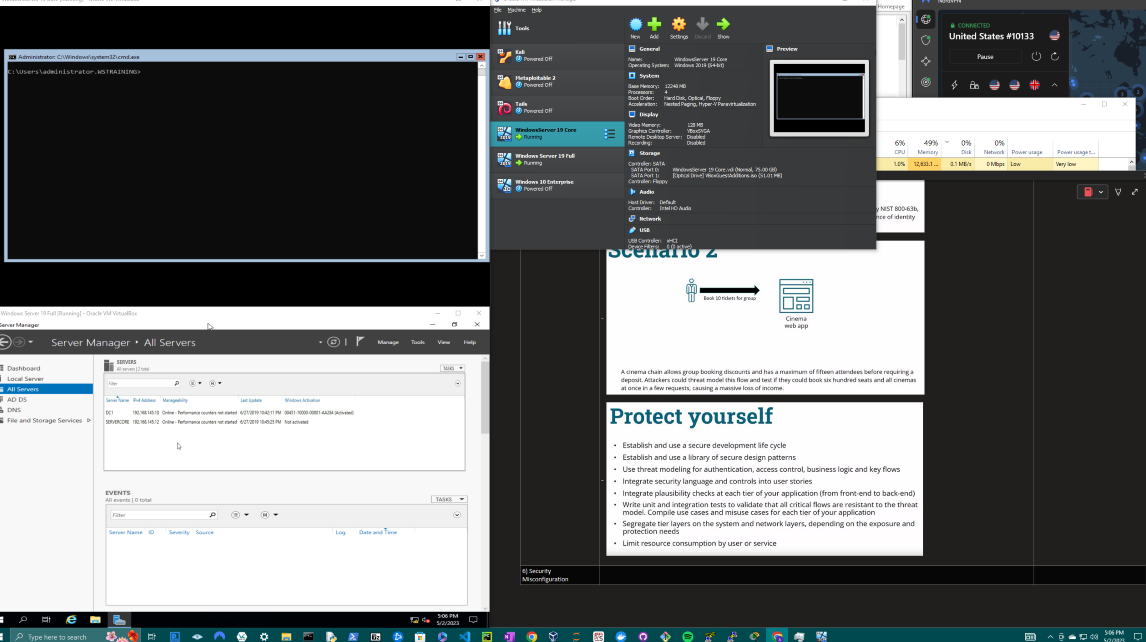 Administrator: C:\Windows\system32\cmd.exe
C:\Users\administrator.WSTRAINING>
File Machine Help
Tools
New Add Settings Discard Show
Kali
Powered Off
Metasploitable 2
Powered Off
Tails
Powered Off
WindowsServer 19 Core
Running
Windows Server 19 Full
Running
Windows 10 Enterprise
Powered Off
General
Name: WindowsServer 19 Core
Operating System: Windows 2019 (64-bit)
System
Base Memory: 12248 MB
Processors: 4
Boot Order: Hard Disk, Optical, Floppy
Acceleration: Nested Paging, Hyper-V Paravirtualization
Display
Video Memory: 128 MB
Graphics Controller: VBoxSVGA
Remote Desktop Server: Disabled
Recording: Disabled
Storage
Controller: SATA
SATA Port 0: WindowsServer 19 Core.vdi (Normal, 75.00 GB)
SATA Port 1: [Optical Drive] VBoxGuestAdditions.iso (51.01 MB)
Controller: Floppy
Audio
Host Driver: Default
Controller: Intel HD Audio
Network
USB
USB Controller: xHCI
Device Filters: 0 (0 active)
Preview
Homepage
NordVPN
CONNECTED
United States #10133
Pause
6% 49% 0% 0%
CPU Memory Disk Network Power usage Power usage t...
1.0% 12,633.1 ... 0.1 MB/s 0 Mbps Low Very low
by NIST 800-63b,
nce of identity
Scenario 2
Book 10 tickets for group
Cinema
web app
A cinema chain allows group booking discounts and has a maximum of fifteen attendees before requiring a
deposit. Attackers could threat model this flow and test if they could book six hundred seats and all cinemas
at once in a few requests, causing a massive loss of income.
Protect yourself
• Establish and use a secure development life cycle
• Establish and use a library of secure design patterns
• Use threat modeling for authentication, access control, business logic and key flows
• Integrate security language and controls into user stories
• Integrate plausibility checks at each tier of your application (from front-end to back-end)
• Write unit and integration tests to validate that all critical flows are resistant to the threat
model. Compile use cases and misuse cases for each tier of your application
• Segregate tier layers on the system and network layers, depending on the exposure and
protection needs
• Limit resource consumption by user or service
6) Security
Misconfiguration
Windows Server 19 Full [Running] - Oracle VM VirtualBox
Server Manager
Server Manager • All Servers
Manage Tools View Help
Dashboard
Local Server
All Servers
AD DS
DNS
File and Storage Services
SERVERS
All servers | 2 total
TASKS
Filter
Server Name IPv4 Address Manageability Last Update Windows Activation
DC1 192.168.145.10 Online - Performance counters not started 6/27/2019 10:42:11 PM 00431-10000-00001-AA284 (Activated)
SERVERCORE 192.168.145.12 Online - Performance counters not started 6/27/2019 10:45:25 PM Not activated
EVENTS
All events | 0 total
TASKS
Filter
Server Name ID Severity Source Log Date and Time
5:06 PM
5/2/2023
Type here to search
5:06 PM
5/2/2023